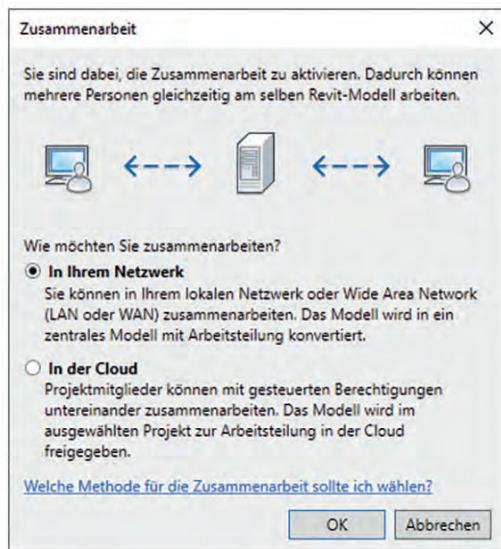 Zusammenarbeit
Sie sind dabei, die Zusammenarbeit zu aktivieren. Dadurch können
mehrere Personen gleichzeitig am selben Revit-Modell arbeiten.
Wie möchten Sie zusammenarbeiten?
In Ihrem Netzwerk
Sie können in Ihrem lokalen Netzwerk oder Wide Area Network
(LAN oder WAN) zusammenarbeiten. Das Modell wird in ein
zentrales Modell mit Arbeitsteilung konvertiert.
In der Cloud
Projektmitglieder können mit gesteuerten Berechtigungen
untereinander zusammenarbeiten. Das Modell wird im
ausgewählten Projekt zur Arbeitsteilung in der Cloud
freigegeben.
Welche Methode für die Zusammenarbeit sollte ich wählen?
OK Abbrechen